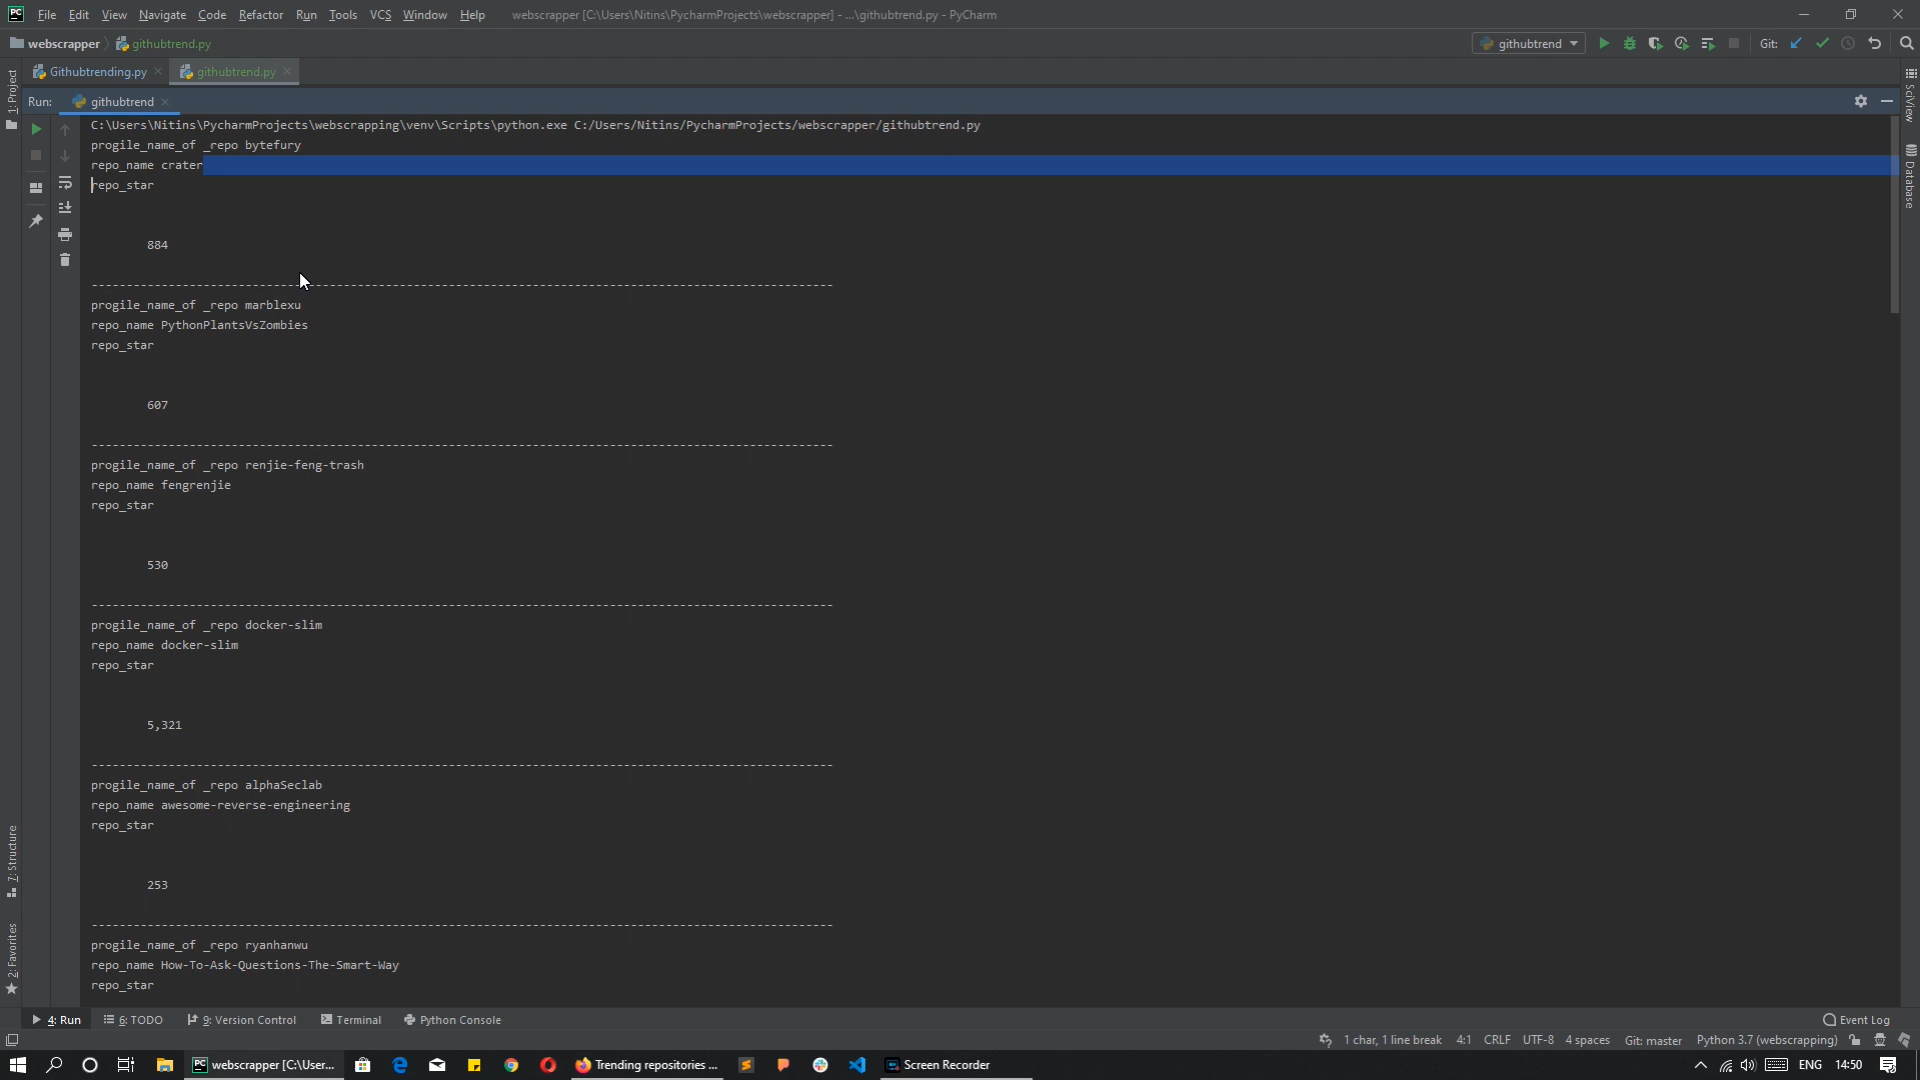 PC File Edit View Navigate Code Refactor Run Tools VCS Window Help webscrapper [C:\Users\Nitins\PycharmProjects\webscrapper] - ...\githubtrend.py - PyCharm
webscrapper githubtrend.py githubtrend Git:
Githubtrending.py githubtrend.py
1: Project
SciView
Database
Run: githubtrend
C:\Users\Nitins\PycharmProjects\webscrapping\venv\Scripts\python.exe C:/Users/Nitins/PycharmProjects/webscrapper/githubtrend.py
progile_name_of _repo bytefury
repo_name crater
repo_star
884
--------------------------------------------------------------------------------------------------
progile_name_of _repo marblexu
repo_name PythonPlantsVsZombies
repo_star
607
--------------------------------------------------------------------------------------------------
progile_name_of _repo renjie-feng-trash
repo_name fengrenjie
repo_star
530
--------------------------------------------------------------------------------------------------
progile_name_of _repo docker-slim
repo_name docker-slim
repo_star
5,321
--------------------------------------------------------------------------------------------------
progile_name_of _repo alphaSeclab
repo_name awesome-reverse-engineering
repo_star
253
--------------------------------------------------------------------------------------------------
progile_name_of _repo ryanhanwu
repo_name How-To-Ask-Questions-The-Smart-Way
repo_star
7: Structure
2: Favorites
4: Run 6: TODO 9: Version Control Terminal Python Console Event Log
1 char, 1 line break 4:1 CRLF UTF-8 4 spaces Git: master Python 3.7 (webscrapping)
webscrapper [C:\User... Trending repositories ... Screen Recorder ENG 14:50